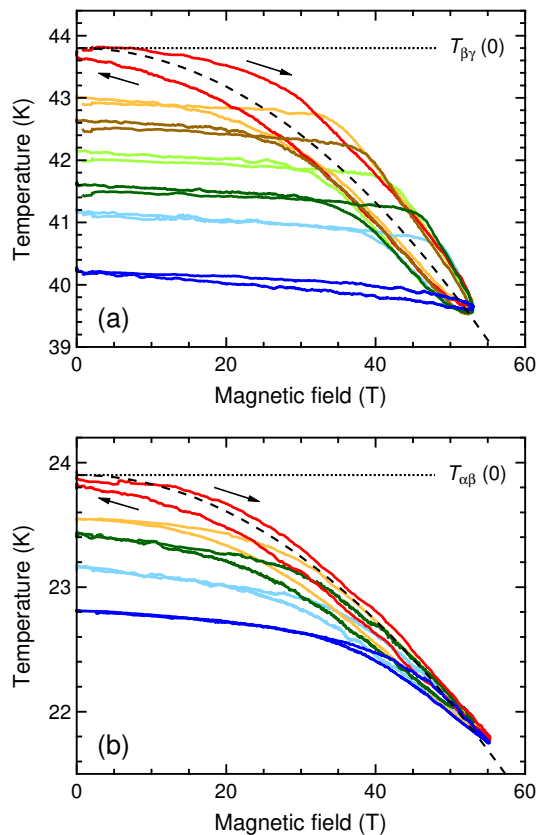 44
43
42
41
40
39
Temperature (K)
T_βγ (0)
(a)
0
20
40
60
Magnetic field (T)
24
23
22
Temperature (K)
T_αβ (0)
(b)
0
20
40
60
Magnetic field (T)